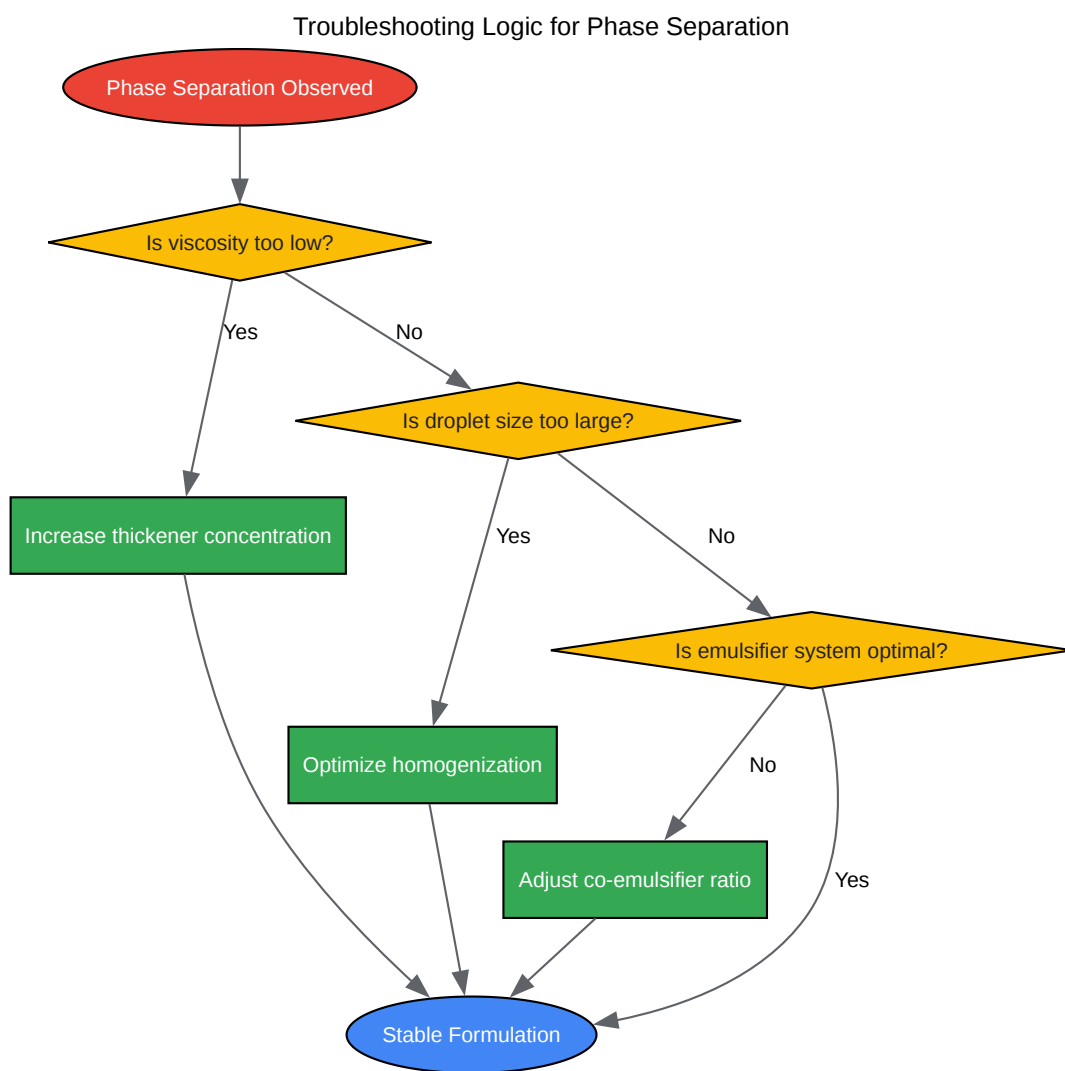 Troubleshooting Logic for Phase Separation
Phase Separation Observed
Is viscosity too low?
Yes
No
Is droplet size too large?
Increase thickener concentration
Yes
No
Is emulsifier system optimal?
Optimize homogenization
No
Adjust co-emulsifier ratio
Yes
Stable Formulation